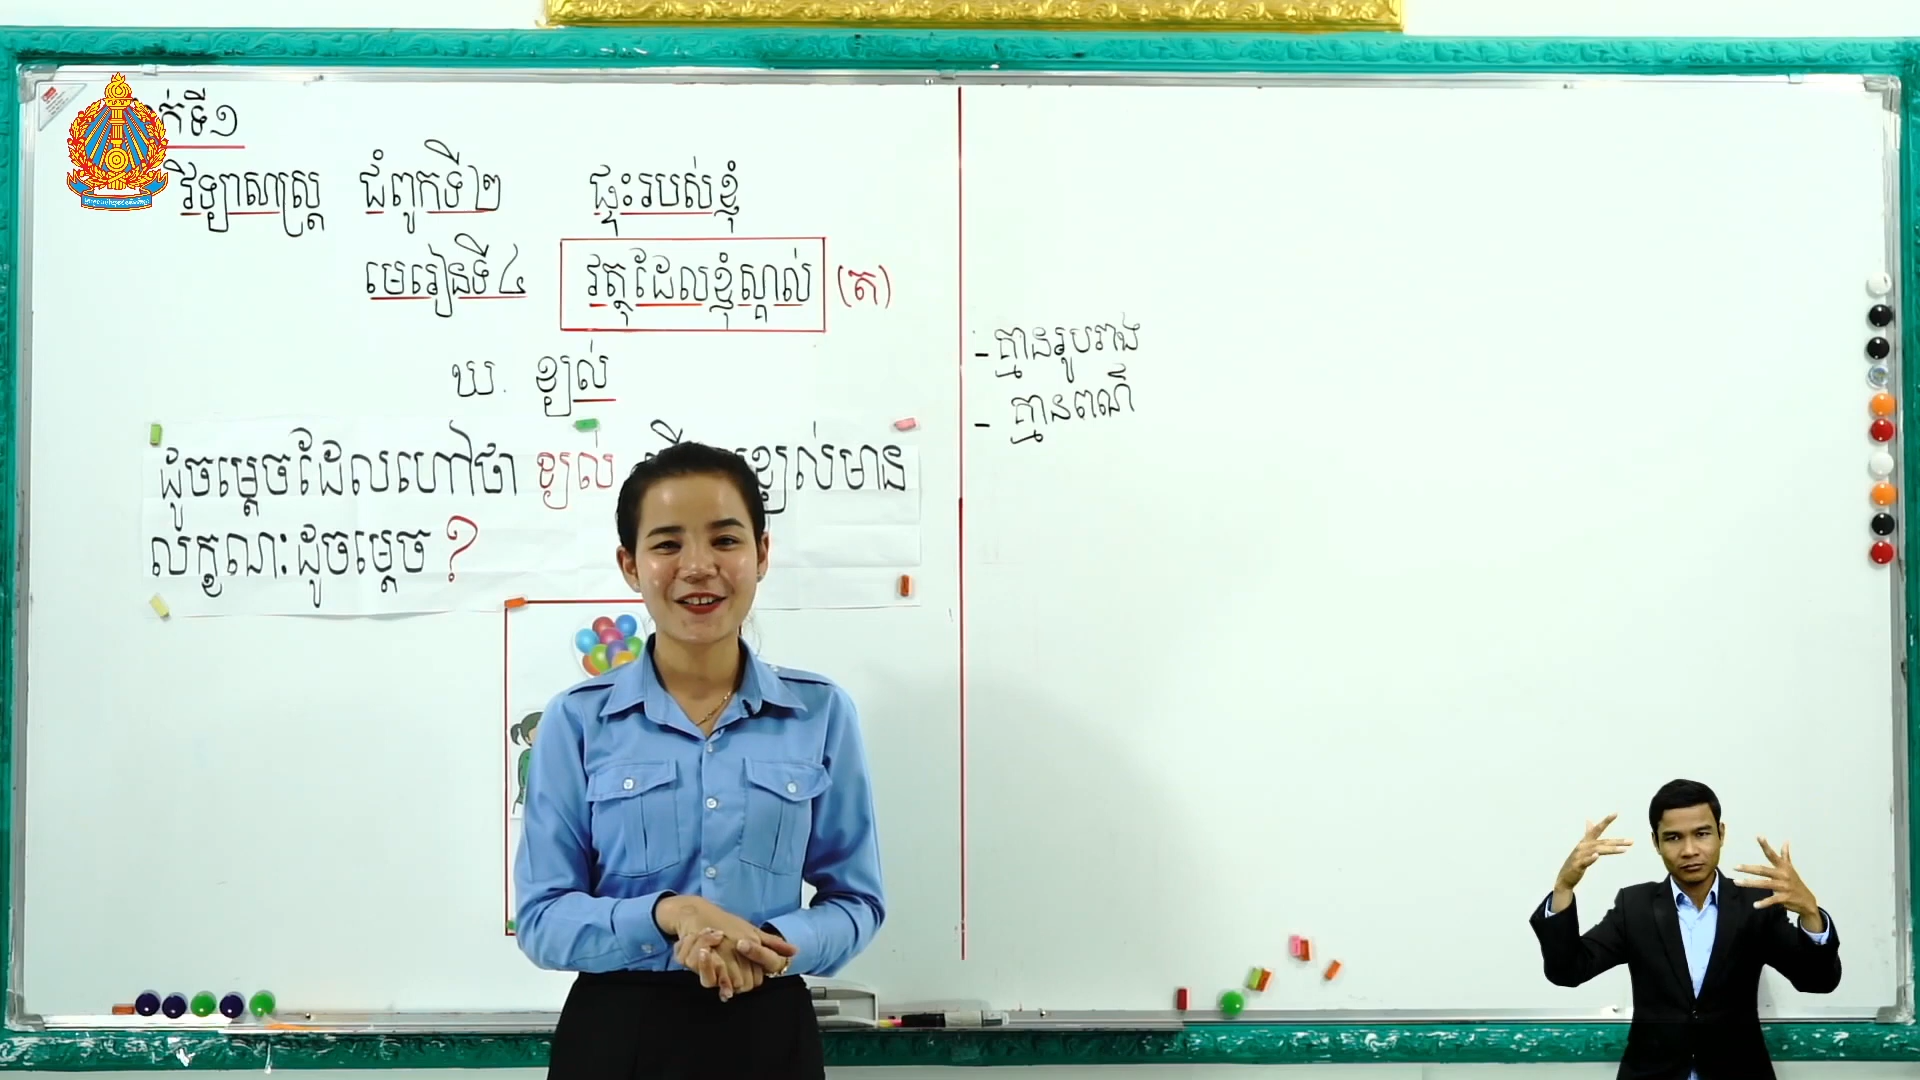 ក់ទី១
វិទ្យាសាស្ត្រ ជំពូកទី២ ផ្ទះរបស់ខ្ញុំ
មេរៀនទី៤ វត្ថុដែលខ្ញុំស្គាល់ (ត)
ឃ. ខ្យល់
ដូចម្តេចដែលហៅថា ខ្យល់ ខ្យល់មាន
លក្ខណៈដូចម្តេច?
- គ្មានរូបរាង
- គ្មានពណ៌